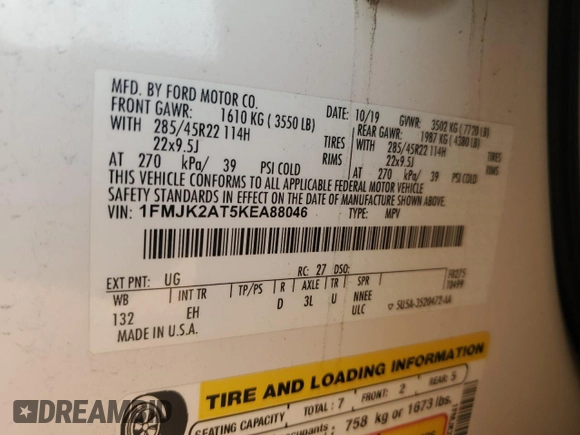 MFD. BY FORD MOTOR CO.
DATE: 10/19 GVWR: 3502 KG (7720 LB)
FRONT GAWR: 1610 KG (3550 LB) REAR GAWR: 1987 KG (4380 LB)
WITH 285/45R22 114H TIRES WITH 285/45R22 114H TIRES
22x9.5J RIMS 22x9.5J RIMS
AT 270 kPa/ 39 PSI COLD AT 270 kPa/ 39 PSI COLD
THIS VEHICLE CONFORMS TO ALL APPLICABLE FEDERAL MOTOR VEHICLE
SAFETY STANDARDS IN EFFECT ON THE DATE OF MANUFACTURE SHOWN ABOVE.
VIN: 1FMJK2AT5KEA88046 TYPE: MPV
EXT PNT: UG RC: 27 DSO: F0275
WB INT TR TP/PS R AXLE TR SPR T0499
132 EH D 3L U NNEE
ULC
MADE IN U.S.A.
TIRE AND LOADING INFORMATION
SEATING CAPACITY TOTAL: 7 FRONT: 2 REAR: 5
758 kg or 1673 lbs.
DREAMBID